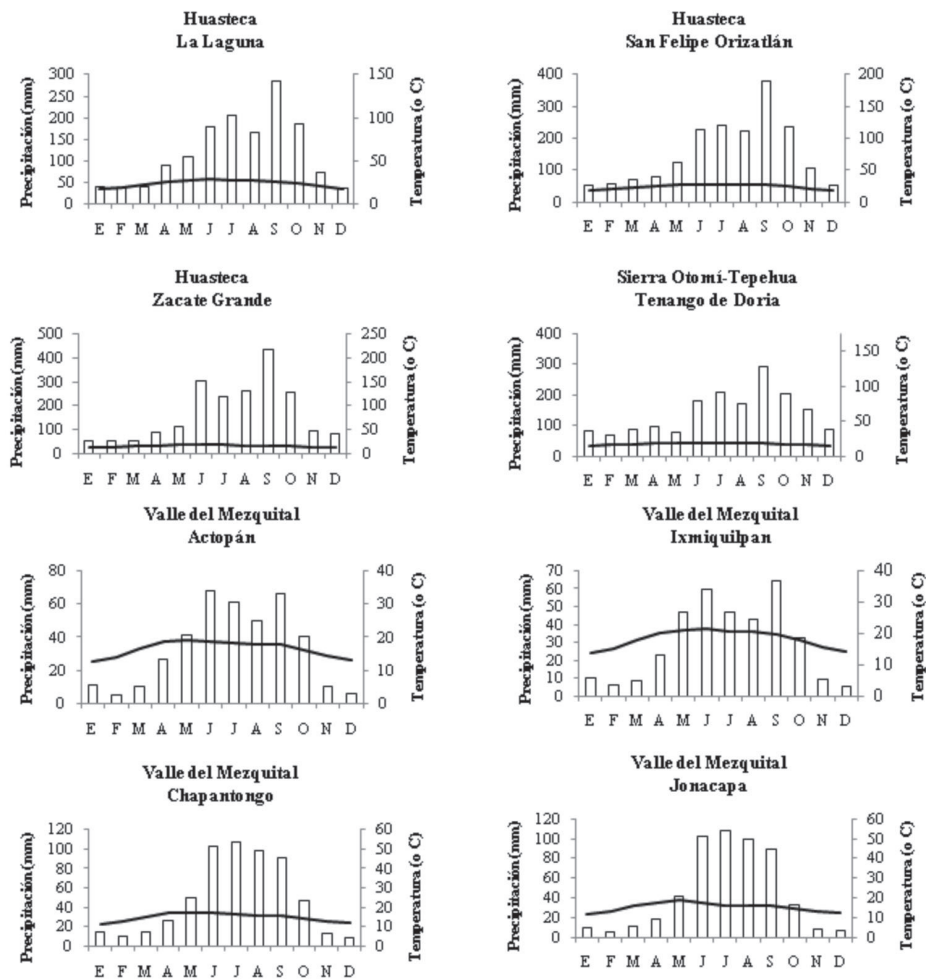 Huasteca
La Laguna
Precipitación (mm)
300
250
200
150
100
50
0
150
100
50
0
Temperatura (o C)
E F M A M J J A S O N D
Huasteca
San Felipe Orizatlán
Precipitación (mm)
400
300
200
100
0
200
150
100
50
0
Temperatura (o C)
E F M A M J J A S O N D
Huasteca
Zacate Grande
Precipitación (mm)
500
400
300
200
100
0
250
200
150
100
50
0
Temperatura (o C)
E F M A M J J A S O N D
Sierra Otomí-Tepehua
Tenango de Doria
Precipitación (mm)
400
300
200
100
0
150
100
50
0
Temperatura (o C)
E F M A M J J A S O N D
Valle del Mezquital
Actopán
Precipitación (mm)
80
60
40
20
0
40
30
20
10
0
Temperatura (o C)
E F M A M J J A S O N D
Valle del Mezquital
Ixmiquilpan
Precipitación (mm)
70
60
50
40
30
20
10
0
40
30
20
10
0
Temperatura (o C)
E F M A M J J A S O N D
Valle del Mezquital
Chapantongo
Precipitación (mm)
120
100
80
60
40
20
0
60
50
40
30
20
10
0
Temperatura (o C)
E F M A M J J A S O N D
Valle del Mezquital
Jonacapa
Precipitación (mm)
120
100
80
60
40
20
0
60
50
40
30
20
10
0
Temperatura (o C)
E F M A M J J A S O N D